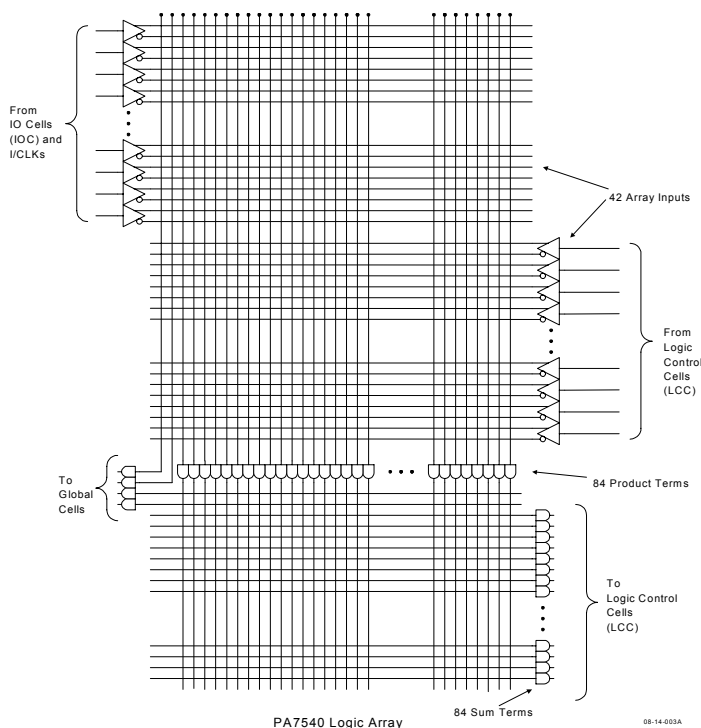 From
IO Cells
(IOC) and
I/CLKs
42 Array Inputs
From
Logic
Control
Cells
(LCC)
To
Global
Cells
84 Product Terms
To
Logic Control
Cells
(LCC)
84 Sum Terms
PA7540 Logic Array
08-14-003A